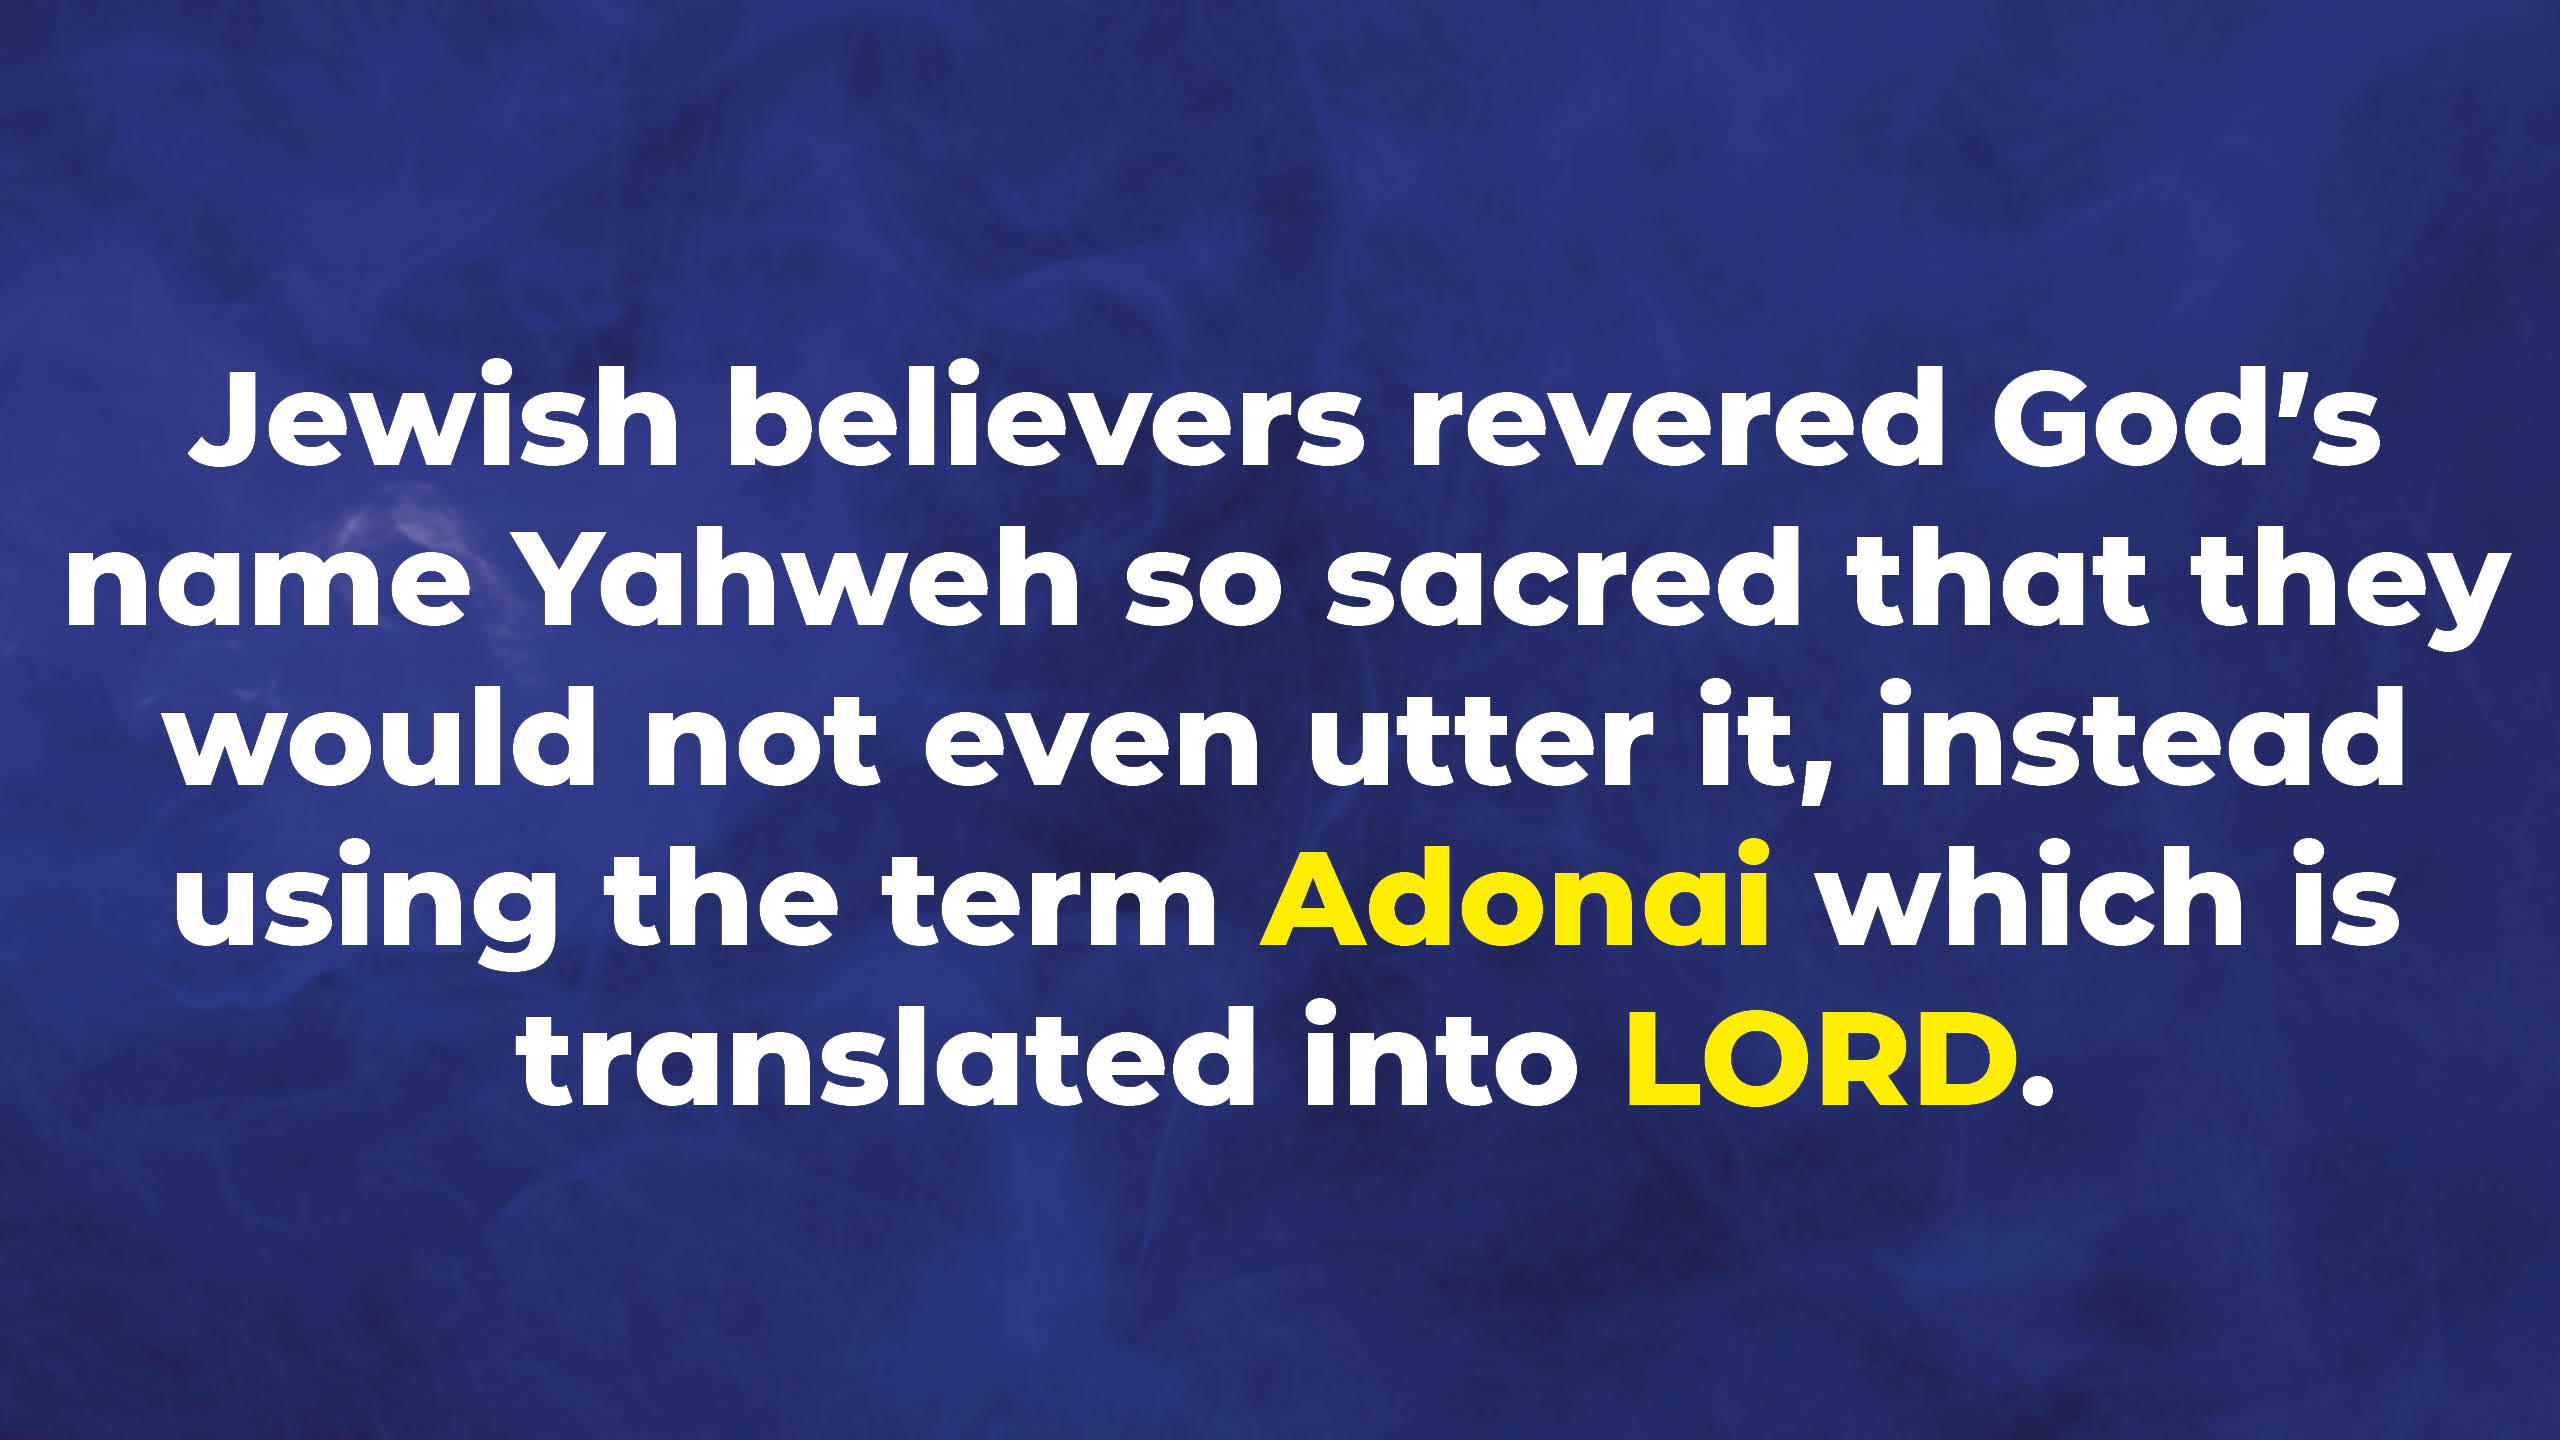 Jewish believers revered God's
name Yahweh so sacred that they
would not even utter it, instead
using the term Adonai which is
translated into LORD.